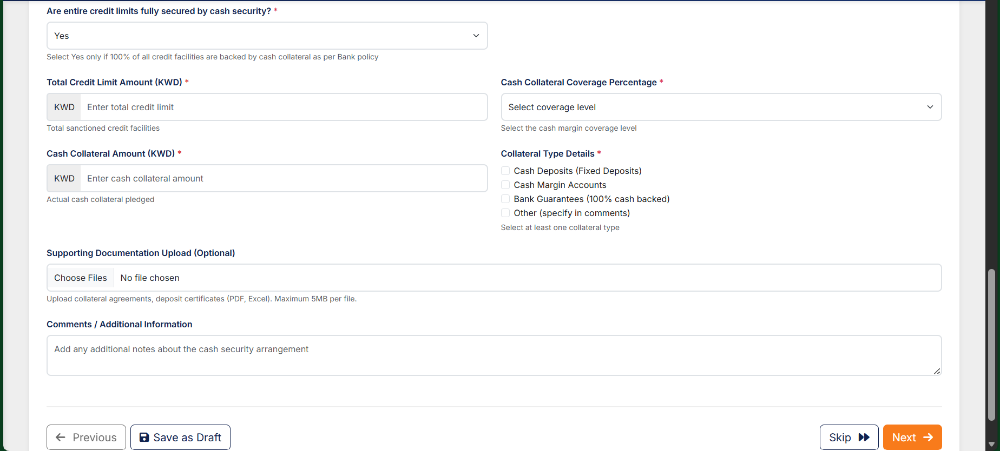 Are entire credit limits fully secured by cash security? *
Yes
Select Yes only if 100% of all credit facilities are backed by cash collateral as per Bank policy
Total Credit Limit Amount (KWD) *
KWD Enter total credit limit
Total sanctioned credit facilities
Cash Collateral Coverage Percentage *
Select coverage level
Select the cash margin coverage level
Cash Collateral Amount (KWD) *
KWD Enter cash collateral amount
Actual cash collateral pledged
Collateral Type Details *
Cash Deposits (Fixed Deposits)
Cash Margin Accounts
Bank Guarantees (100% cash backed)
Other (specify in comments)
Select at least one collateral type
Supporting Documentation Upload (Optional)
Choose Files No file chosen
Upload collateral agreements, deposit certificates (PDF, Excel). Maximum 5MB per file.
Comments / Additional Information
Add any additional notes about the cash security arrangement
Previous Save as Draft Skip Next